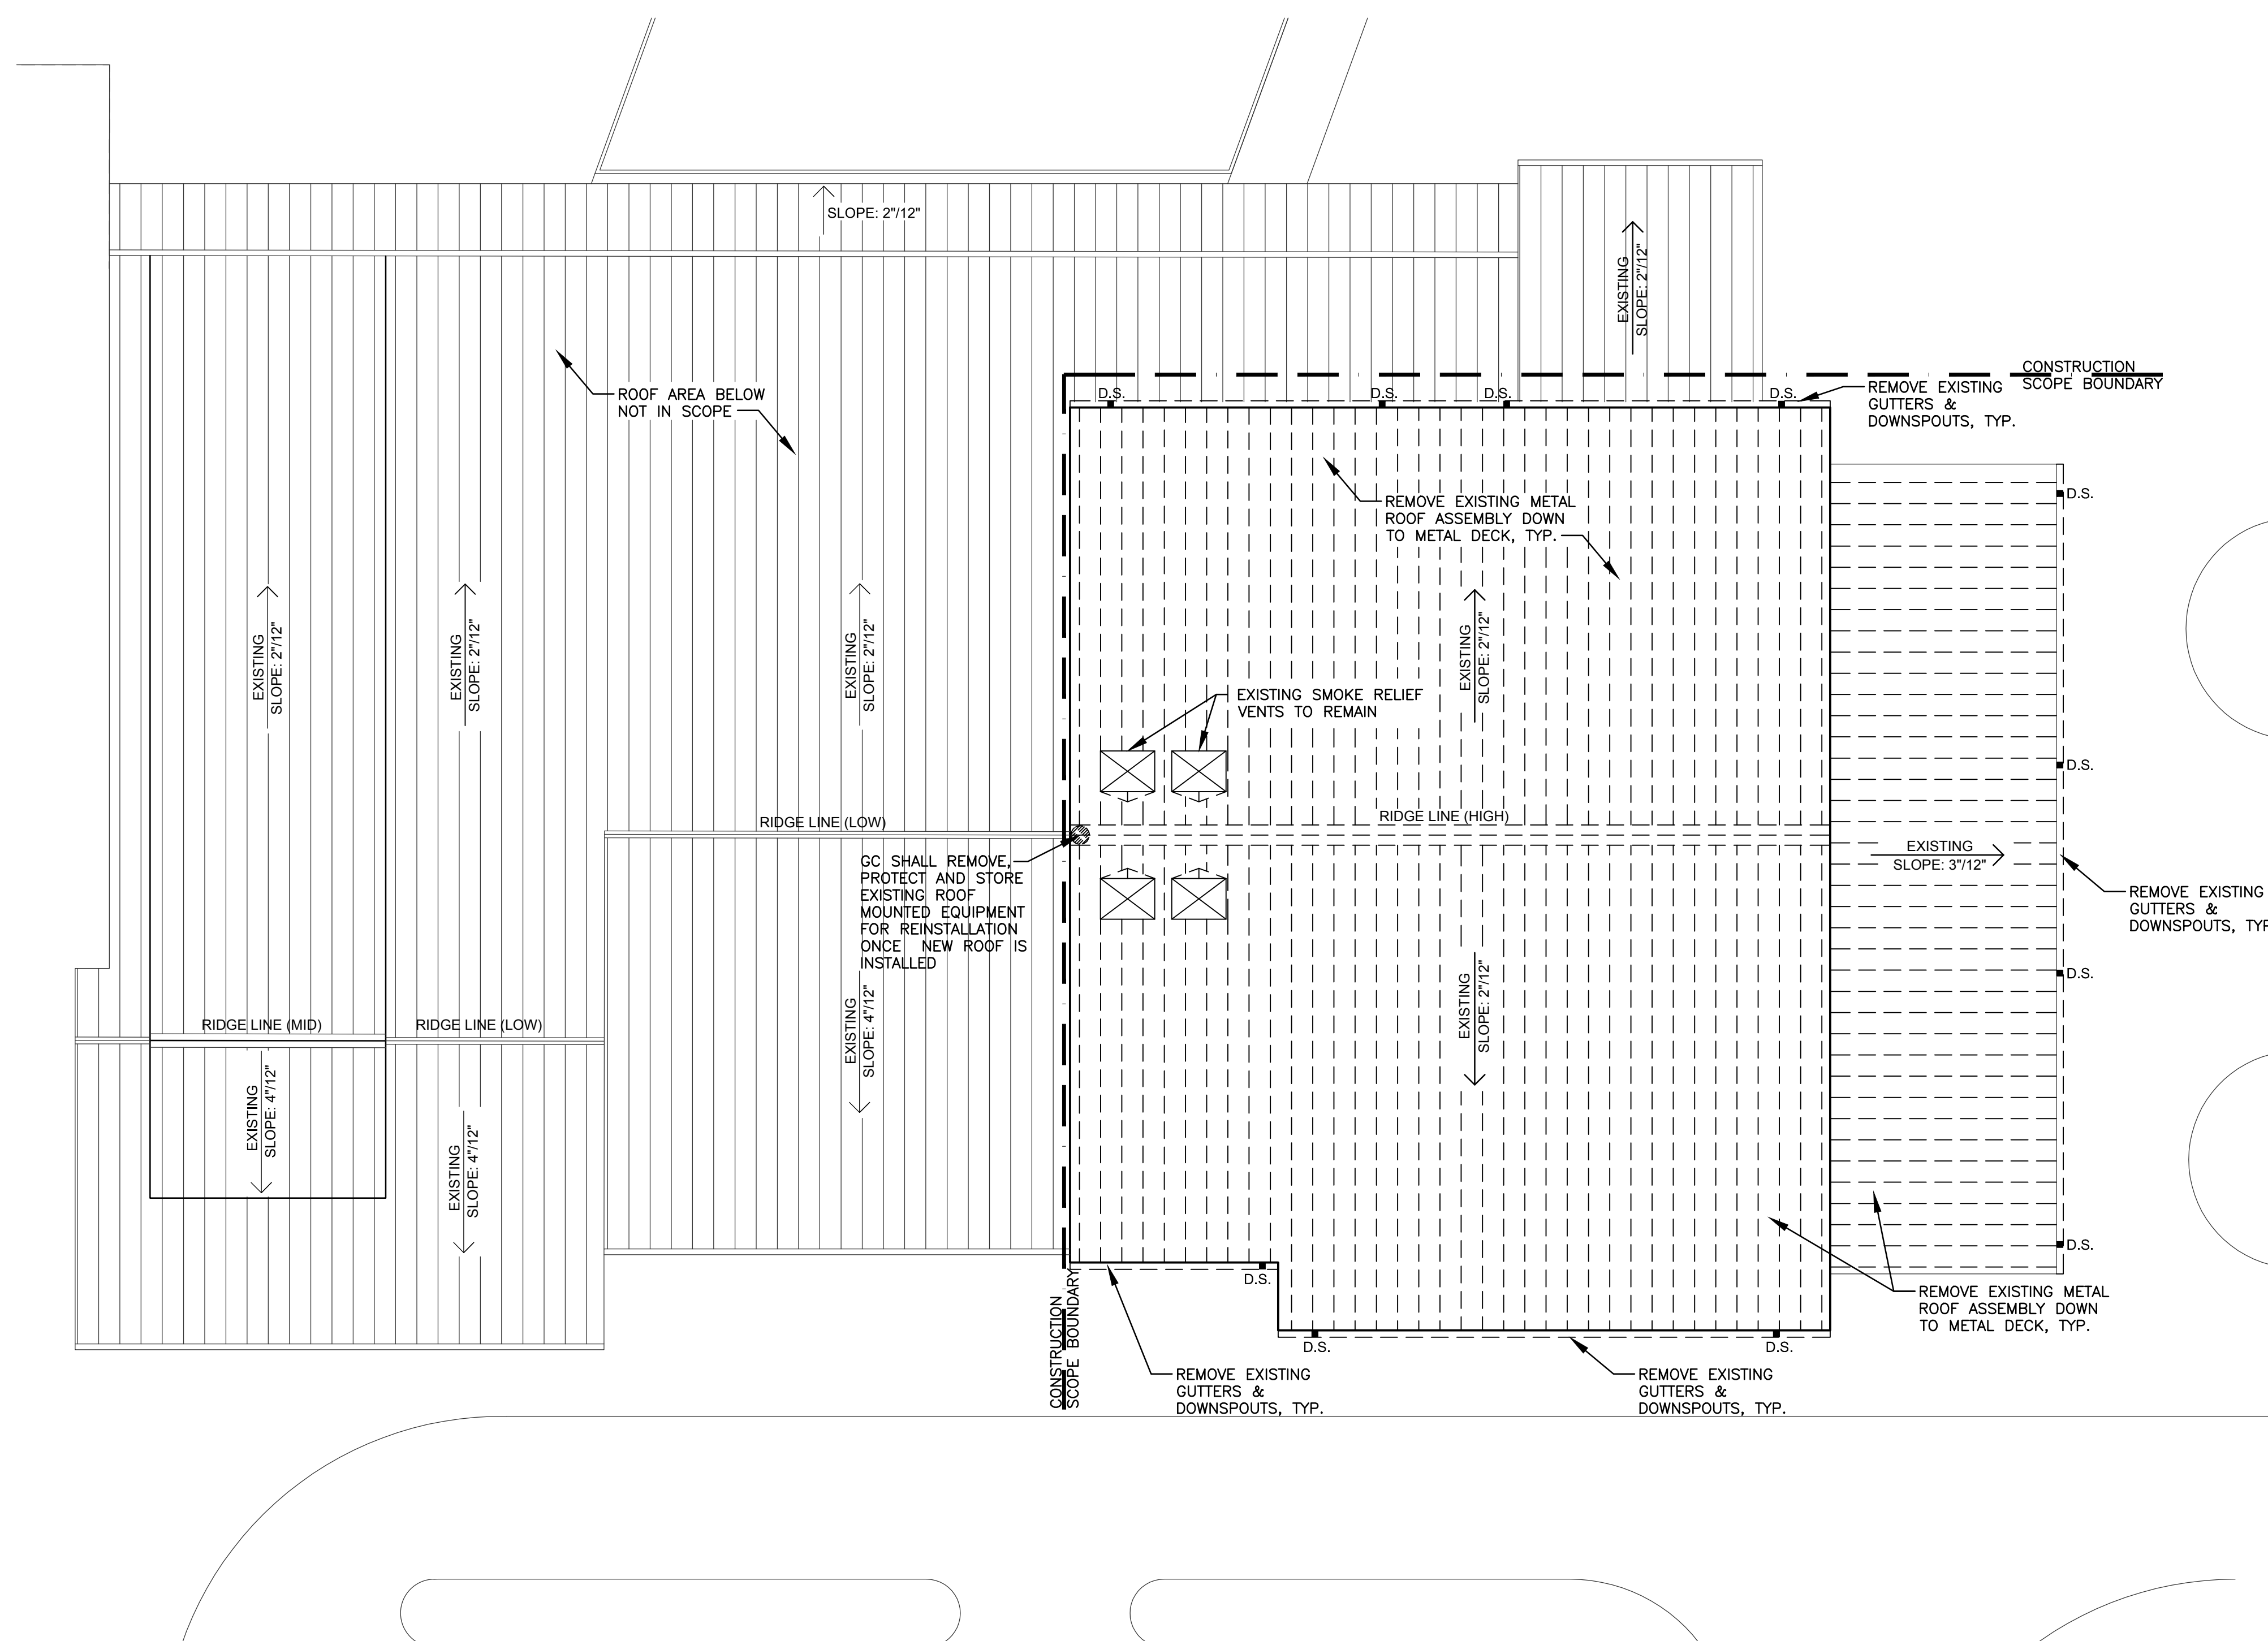 SLOPE: 2"/12"
EXISTING
SLOPE: 2"/12"
CONSTRUCTION
SCOPE BOUNDARY
REMOVE EXISTING
GUTTERS &
DOWNSPOUTS, TYP.
D.S.
D.S.
D.S.
D.S.
ROOF AREA BELOW
NOT IN SCOPE
D.S.
REMOVE EXISTING METAL
ROOF ASSEMBLY DOWN
TO METAL DECK, TYP.
EXISTING
SLOPE: 2"/12"
EXISTING
SLOPE: 2"/12"
EXISTING
SLOPE: 2"/12"
EXISTING
SLOPE: 2"/12"
EXISTING SMOKE RELIEF
VENTS TO REMAIN
D.S.
RIDGE LINE (LOW)
RIDGE LINE (HIGH)
EXISTING
SLOPE: 3"/12"
GC SHALL REMOVE,
PROTECT AND STORE
EXISTING ROOF
MOUNTED EQUIPMENT
FOR REINSTALLATION
ONCE NEW ROOF IS
INSTALLED
REMOVE EXISTING
GUTTERS &
DOWNSPOUTS, TYP
D.S.
RIDGE LINE (MID)
RIDGE LINE (LOW)
EXISTING
SLOPE: 4"/12"
EXISTING
SLOPE: 2"/12"
EXISTING
SLOPE: 4"/12"
EXISTING
SLOPE: 4"/12"
D.S.
D.S.
CONSTRUCTION
SCOPE BOUNDARY
REMOVE EXISTING METAL
ROOF ASSEMBLY DOWN
TO METAL DECK, TYP.
D.S.
D.S.
REMOVE EXISTING
GUTTERS &
DOWNSPOUTS, TYP.
REMOVE EXISTING
GUTTERS &
DOWNSPOUTS, TYP.